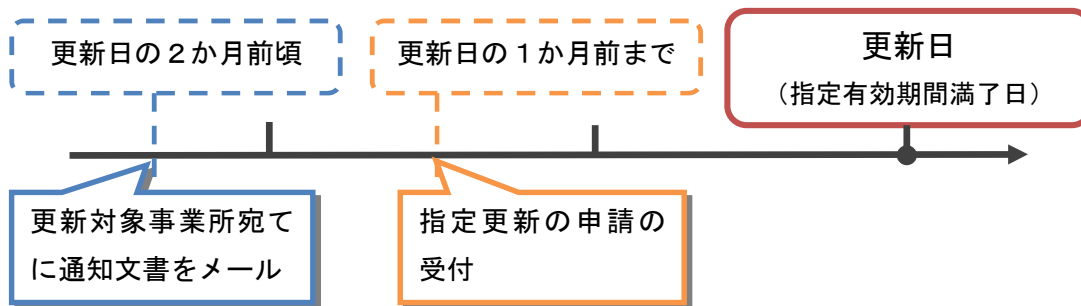 更新日の２か月前頃
更新日の１か月前まで
更新日
（指定有効期間満了日）
更新対象事業所宛て
に通知文書をメール
指定更新の申請の
受付